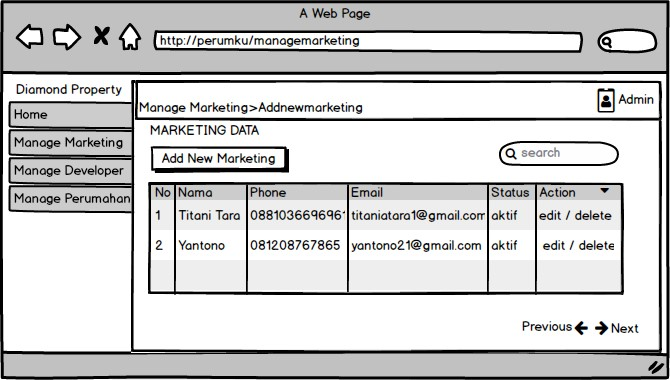 A Web Page
http://perumku/managemarketing
Diamond Property
Home
Manage Marketing
Manage Developer
Manage Perumahan
Manage Marketing>Addnewmarketing
Admin
MARKETING DATA
Add New Marketing
search
No Nama Phone Email Status Action
1 Titani Tara 0881036696961 titaniatara1@gmail.com aktif edit / delete
2 Yantono 081208767865 yantono21@gmail.com aktif edit / delete
Previous Next